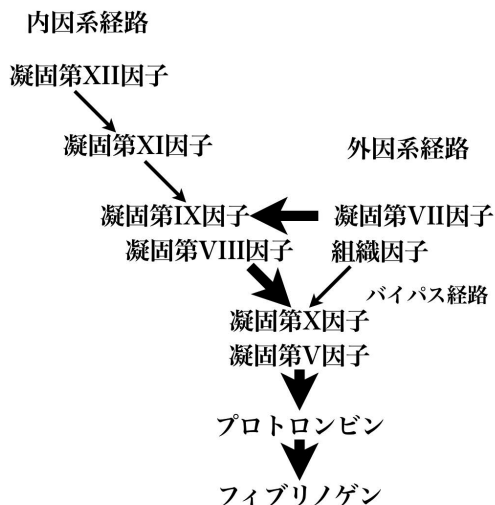 内因系経路
凝固第XII因子
凝固第XI因子
外因系経路
凝固第IX因子
凝固第VII因子
凝固第VIII因子
組織因子
バイパス経路
凝固第X因子
凝固第V因子
プロトロンビン
フィブリノゲン